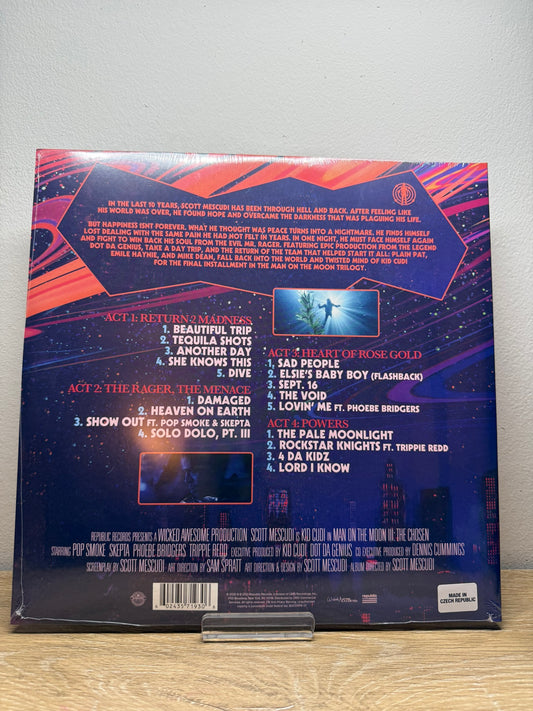 IN THE LAST 10 YEARS, SCOTT MESCUDI HAS BEEN THROUGH HELL AND BACK. AFTER FEELING LIKE
HIS WORLD WAS OVER, HE FOUND HOPE AND OVERCAME THE DARKNESS THAT WAS PLAGUING HIS LIFE.
BUT HAPPINESS ISNT FOREVER. WHAT HE THOUGHT WAS PEACE TURNS INTO A NIGHTMARE. HE FINDS HIMSELF
LOST DEALING WITH THE SAME PAIN HE HAD NOT FELT IN YEARS. IN ONE NIGHT, HE MUST FACE HIMSELF AGAIN
AND FIGHT TO WIN BACK HIS SOUL FROM THE EVIL MR. RAGER. FEATURING EPIC PRODUCTION FROM THE LEGEND
DOT DA GENIUS, TAKE A DAY TRIP, AND THE RETURN OF THE TEAM THAT HELPED START IT ALL: PLAIN PAT,
EMILE HAYNIE, AND MIKE DEAN, FALL BACK INTO THE WORLD AND TWISTED MIND OF KID CUDI
FOR THE FINAL INSTALLMENT IN THE MAN ON THE MOON TRILOGY.
ACT 1: RETURN 2 MADNESS
1. BEAUTIFUL TRIP
2. TEQUILA SHOTS
3. ANOTHER DAY
4. SHE KNOWS THIS
5. DIVE
ACT 2: THE RAGER, THE MENACE
1. DAMAGED
2. HEAVEN ON EARTH
3. SHOW OUT FT. POP SMOKE & SKEPTA
4. SOLO DOLO, PT. III
ACT 3: HEART OF ROSE GOLD
1. SAD PEOPLE
2. ELSIE'S BABY BOY (FLASHBACK)
3. SEPT. 16
4. THE VOID
5. LOVIN' ME FT. PHOEBE BRIDGERS
ACT 4: POWERS
1. THE PALE MOONLIGHT
2. ROCKSTAR KNIGHTS FT. TRIPPIE REDD
3. 4 DA KIDZ
4. LORD I KNOW
REPUBLIC RECORDS PRESENTS A WICKED AWESOME PRODUCTION SCOTT MESCUDI IS KID CUDI IN MAN ON THE MOON III: THE CHOSEN
STARRING POP SMOKE SKEPTA PHOEBE BRIDGERS TRIPPIE REDD EXECUTIVE PRODUCED BY KID CUDI, DOT DA GENIUS CO EXECUTIVE PRODUCED BY DENNIS CUMMINGS
SCREENPLAY BY SCOTT MESCUDI ART DIRECTION BY SAM SPRATT ART DIRECTION & DESIGN BY SCOTT MESCUDI ALBUM DIRECTED BY SCOTT MESCUDI
6 02435 71930 8
MADE IN
CZECH REPUBLIC